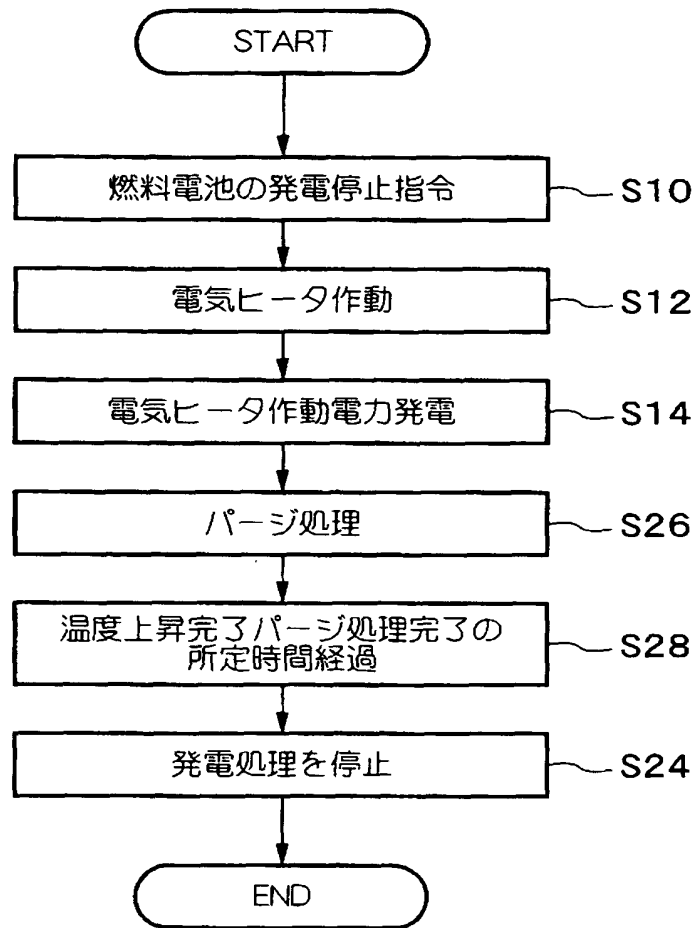 START
燃料電池の発電停止指令
S10
電気ヒータ作動
S12
電気ヒータ作動電力発電
S14
パージ処理
S26
温度上昇完了パージ処理完了の
所定時間経過
S28
発電処理を停止
S24
END